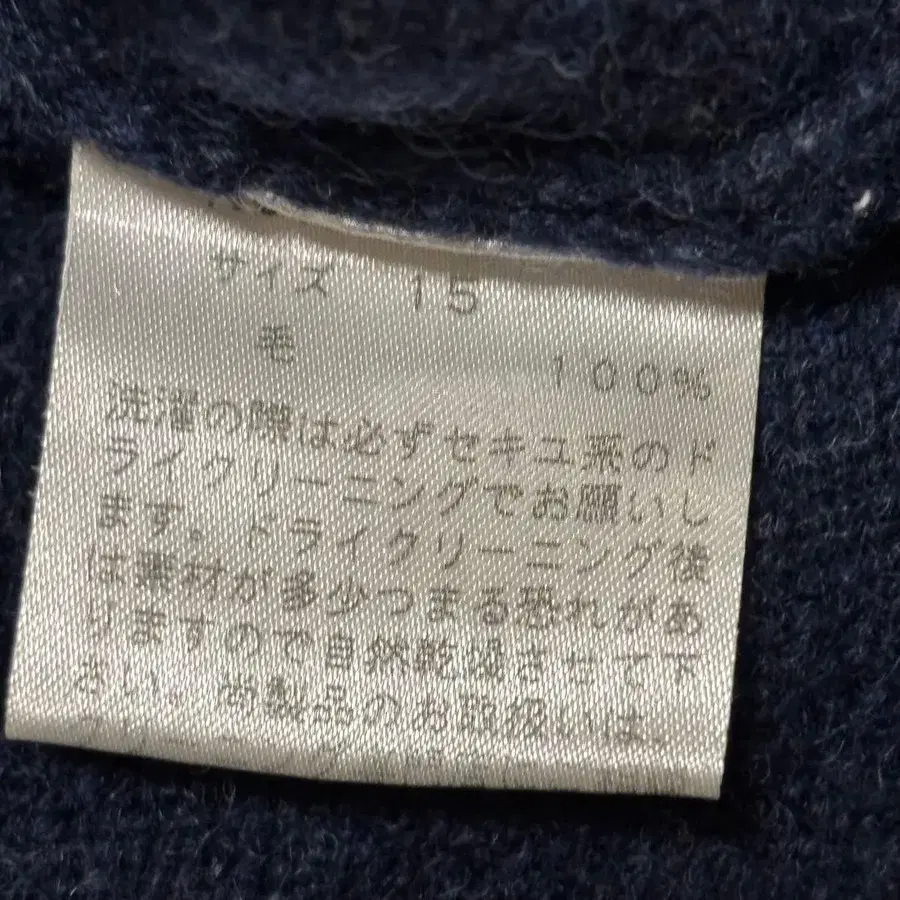 サイズ 15
毛 100%
洗濯の際は必ずセキユ系のド
ライクリーニングでお願いし
ます。ドライクリーニング後
は素材が多少つまる恐れがあ
りますので自然乾燥させて下
さい。尚製品のお取扱いは、